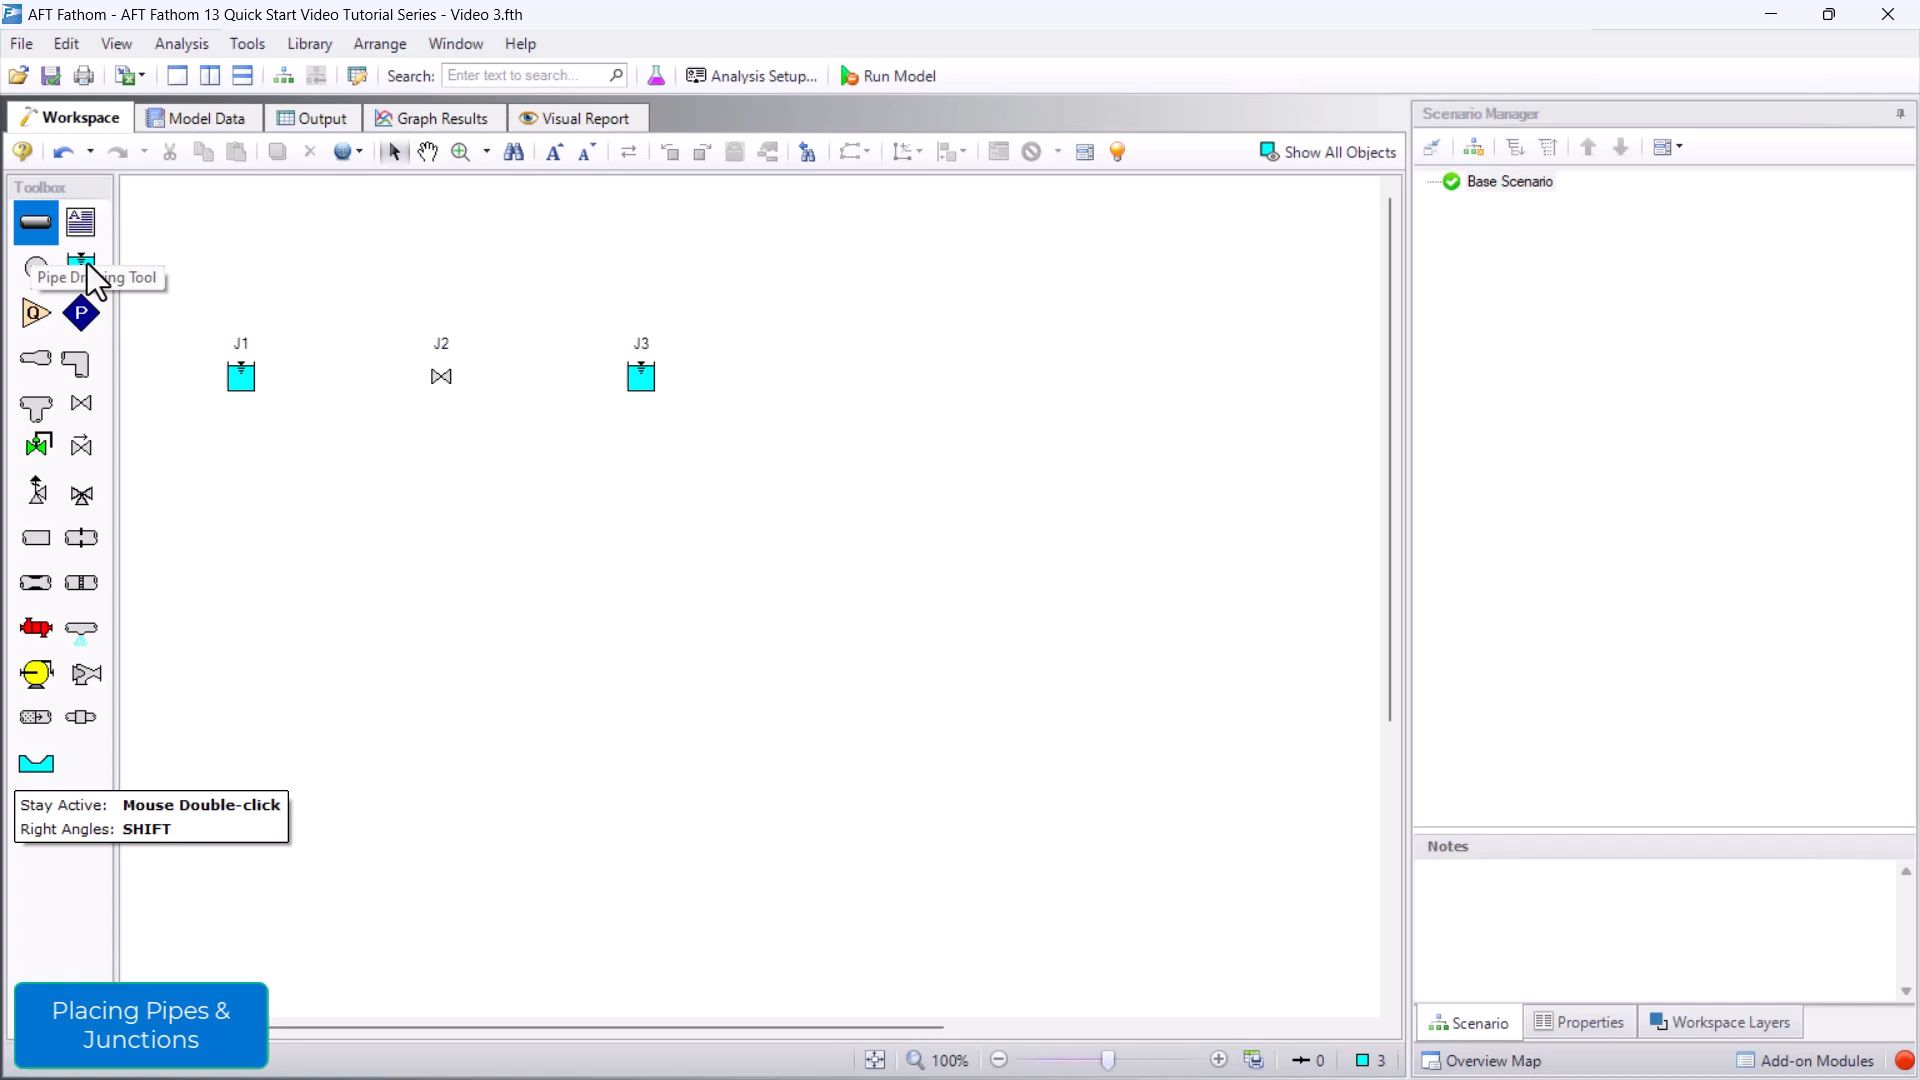 AFT Fathom - AFT Fathom 13 Quick Start Video Tutorial Series - Video 3.fth
File Edit View Analysis Tools Library Arrange Window Help
Search: Enter text to search... Analysis Setup... Run Model
Workspace Model Data Output Graph Results Visual Report
Show All Objects
Scenario Manager
Base Scenario
Toolbox
A
Pipe Dr ing Tool
Q P
J1 J2 J3
Stay Active: Mouse Double-click
Right Angles: SHIFT
Notes
Placing Pipes &
Junctions
Scenario Properties Workspace Layers
100% 0 3
Overview Map Add-on Modules